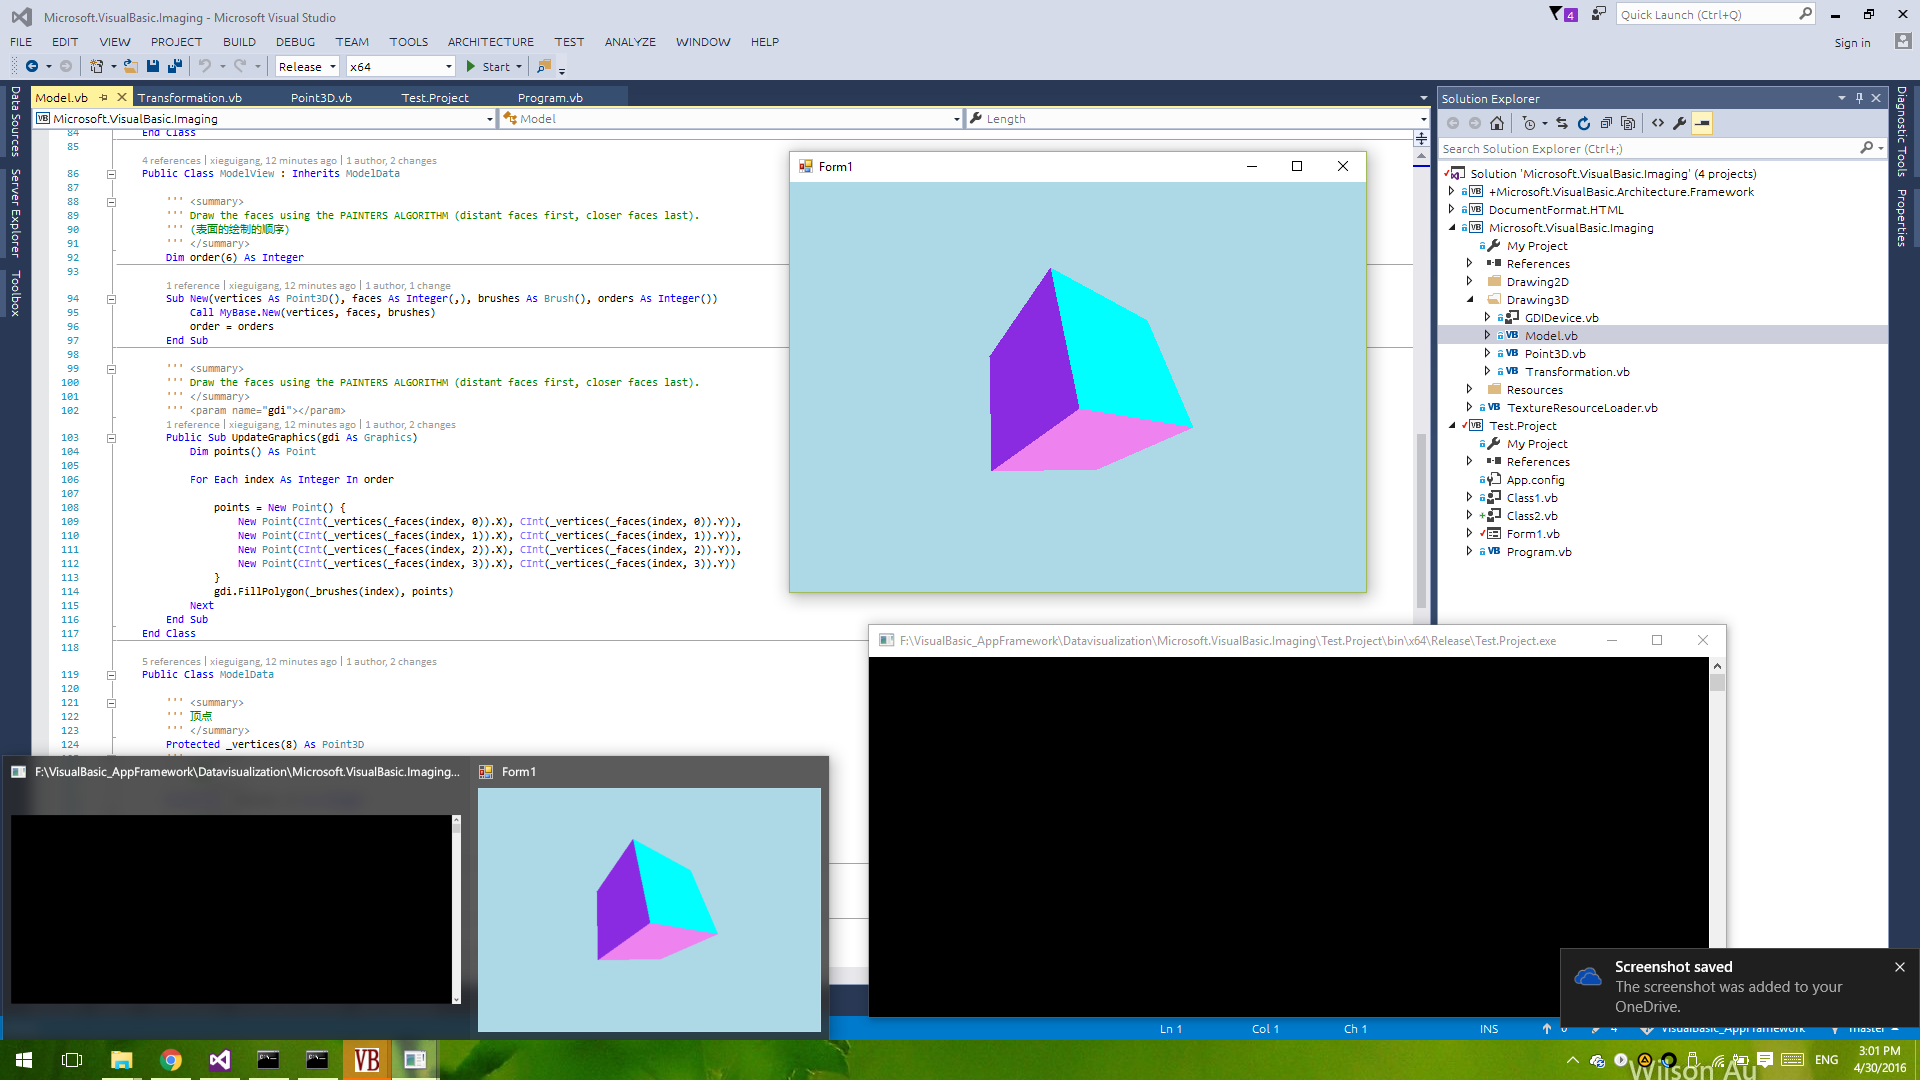 Microsoft.VisualBasic.Imaging - Microsoft Visual Studio
4
Quick Launch (Ctrl+Q)
FILE EDIT VIEW PROJECT BUILD DEBUG TEAM TOOLS ARCHITECTURE TEST ANALYZE WINDOW HELP
Sign in
Release x64 Start
Data Sources
Server Explorer
Toolbox
Model.vb Transformation.vb Point3D.vb Test.Project Program.vb
Microsoft.VisualBasic.Imaging Model Length
84 End Class
85
4 references | xieguigang, 12 minutes ago | 1 author, 2 changes
86 Public Class ModelView : Inherits ModelData
87
88 ''' <summary>
89 ''' Draw the faces using the PAINTERS ALGORITHM (distant faces first, closer faces last).
90 ''' (表面的绘制的顺序)
91 ''' </summary>
92 Dim order(6) As Integer
93
1 reference | xieguigang, 12 minutes ago | 1 author, 1 change
94 Sub New(vertices As Point3D(), faces As Integer(,), brushes As Brush(), orders As Integer())
95 Call MyBase.New(vertices, faces, brushes)
96 order = orders
97 End Sub
98
99 ''' <summary>
100 ''' Draw the faces using the PAINTERS ALGORITHM (distant faces first, closer faces last).
101 ''' </summary>
102 ''' <param name="gdi"></param>
1 reference | xieguigang, 12 minutes ago | 1 author, 2 changes
103 Public Sub UpdateGraphics(gdi As Graphics)
104 Dim points() As Point
105
106 For Each index As Integer In order
107
108 points = New Point() {
109 New Point(CInt(_vertices(_faces(index, 0)).X), CInt(_vertices(_faces(index, 0)).Y)),
110 New Point(CInt(_vertices(_faces(index, 1)).X), CInt(_vertices(_faces(index, 1)).Y)),
111 New Point(CInt(_vertices(_faces(index, 2)).X), CInt(_vertices(_faces(index, 2)).Y)),
112 New Point(CInt(_vertices(_faces(index, 3)).X), CInt(_vertices(_faces(index, 3)).Y))
113 }
114 gdi.FillPolygon(_brushes(index), points)
115 Next
116 End Sub
117 End Class
118
5 references | xieguigang, 12 minutes ago | 1 author, 2 changes
119 Public Class ModelData
120
121 ''' <summary>
122 ''' 顶点
123 ''' </summary>
124 Protected _vertices(8) As Point3D
Form1
F:\VisualBasic_AppFramework\Datavisualization\Microsoft.VisualBasic.Imaging\Test.Project\bin\x64\Release\Test.Project.exe
Solution Explorer
Search Solution Explorer (Ctrl+;)
Solution 'Microsoft.VisualBasic.Imaging' (4 projects)
VB +Microsoft.VisualBasic.Architecture.Framework
VB DocumentFormat.HTML
VB Microsoft.VisualBasic.Imaging
My Project
References
Drawing2D
Drawing3D
GDIDevice.vb
VB Model.vb
VB Point3D.vb
VB Transformation.vb
Resources
VB TextureResourceLoader.vb
VB Test.Project
My Project
References
App.config
Class1.vb
Class2.vb
Form1.vb
VB Program.vb
Diagnostic Tools
Properties
F:\VisualBasic_AppFramework\Datavisualization\Microsoft.VisualBasic.Imaging...
Form1
Screenshot saved
The screenshot was added to your
OneDrive.
Ln 1 Col 1 Ch 1 INS VisualBasic_AppFramework master
VB
ENG
3:01 PM
4/30/2016
Wilson Au